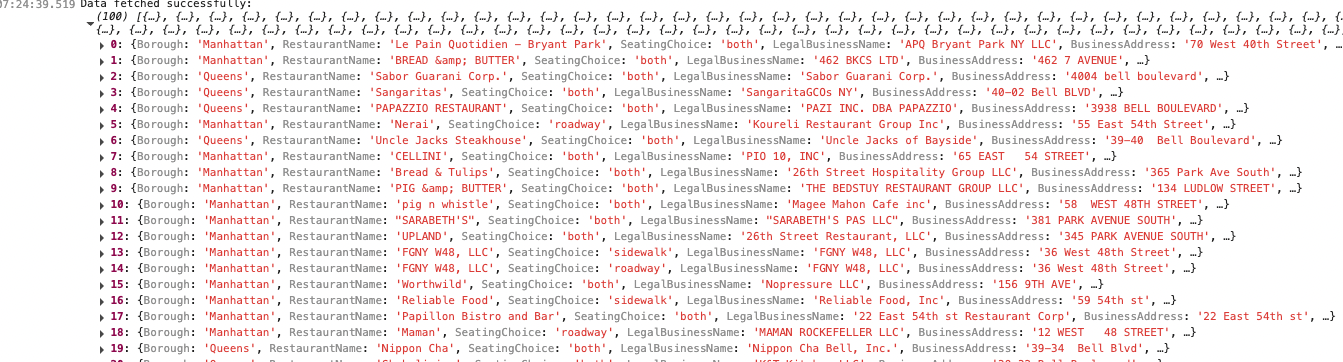 07:24:39.519 Data fetched successfully:
(100) [{…}, {…}, {…}, {…}, {…}, {…}, {…}, {…}, {…}, {…}, {…}, {…}, {…}, {…}, {…}, {…}, {…}, {…}, {…}, {…}, {…}, {…}, {…}, {…}, {…}, {…}, {…}, {…}, {…}, {…}, {…}, {
{…}, {…}, {…}, {…}, {…}, {…}, {…}, {…}, {…}, {…}, {…}, {…}, {…}, {…}, {…}, {…}, {…}, {…}, {…}, {…}, {…}, {…}, {…}, {…}, {…}, {…}, {…}, {…}, {…}, {…}, {…}, {…},
0: {Borough: 'Manhattan', RestaurantName: 'Le Pain Quotidien – Bryant Park', SeatingChoice: 'both', LegalBusinessName: 'APQ Bryant Park NY LLC', BusinessAddress: '70 West 40th Street', …
1: {Borough: 'Manhattan', RestaurantName: 'BREAD &amp; BUTTER', SeatingChoice: 'both', LegalBusinessName: '462 BKCS LTD', BusinessAddress: '462 7 AVENUE', …}
2: {Borough: 'Queens', RestaurantName: 'Sabor Guarani Corp.', SeatingChoice: 'both', LegalBusinessName: 'Sabor Guarani Corp.', BusinessAddress: '4004 bell boulevard', …}
3: {Borough: 'Queens', RestaurantName: 'Sangaritas', SeatingChoice: 'both', LegalBusinessName: 'SangaritaGCOs NY', BusinessAddress: '40-02 Bell BLVD', …}
4: {Borough: 'Queens', RestaurantName: 'PAPAZZIO RESTAURANT', SeatingChoice: 'both', LegalBusinessName: 'PAZI INC. DBA PAPAZZIO', BusinessAddress: '3938 BELL BOULEVARD', …}
5: {Borough: 'Manhattan', RestaurantName: 'Nerai', SeatingChoice: 'roadway', LegalBusinessName: 'Koureli Restaurant Group Inc', BusinessAddress: '55 East 54th Street', …}
6: {Borough: 'Queens', RestaurantName: 'Uncle Jacks Steakhouse', SeatingChoice: 'both', LegalBusinessName: 'Uncle Jacks of Bayside', BusinessAddress: '39-40  Bell Boulevard', …}
7: {Borough: 'Manhattan', RestaurantName: 'CELLINI', SeatingChoice: 'both', LegalBusinessName: 'PIO 10, INC', BusinessAddress: '65 EAST   54 STREET', …}
8: {Borough: 'Manhattan', RestaurantName: 'Bread & Tulips', SeatingChoice: 'both', LegalBusinessName: '26th Street Hospitality Group LLC', BusinessAddress: '365 Park Ave South', …}
9: {Borough: 'Manhattan', RestaurantName: 'PIG &amp; BUTTER', SeatingChoice: 'both', LegalBusinessName: 'THE BEDSTUY RESTAURANT GROUP LLC', BusinessAddress: '134 LUDLOW STREET', …}
10: {Borough: 'Manhattan', RestaurantName: 'pig n whistle', SeatingChoice: 'both', LegalBusinessName: 'Magee Mahon Cafe inc', BusinessAddress: '58  WEST 48TH STREET', …}
11: {Borough: 'Manhattan', RestaurantName: "SARABETH'S", SeatingChoice: 'both', LegalBusinessName: "SARABETH'S PAS LLC", BusinessAddress: '381 PARK AVENUE SOUTH', …}
12: {Borough: 'Manhattan', RestaurantName: 'UPLAND', SeatingChoice: 'both', LegalBusinessName: '26th Street Restaurant, LLC', BusinessAddress: '345 PARK AVENUE SOUTH', …}
13: {Borough: 'Manhattan', RestaurantName: 'FGNY W48, LLC', SeatingChoice: 'sidewalk', LegalBusinessName: 'FGNY W48, LLC', BusinessAddress: '36 West 48th Street', …}
14: {Borough: 'Manhattan', RestaurantName: 'FGNY W48, LLC', SeatingChoice: 'roadway', LegalBusinessName: 'FGNY W48, LLC', BusinessAddress: '36 West 48th Street', …}
15: {Borough: 'Manhattan', RestaurantName: 'Worthwild', SeatingChoice: 'both', LegalBusinessName: 'Nopressure LLC', BusinessAddress: '156 9TH AVE', …}
16: {Borough: 'Manhattan', RestaurantName: 'Reliable Food', SeatingChoice: 'sidewalk', LegalBusinessName: 'Reliable Food, Inc', BusinessAddress: '59 54th st', …}
17: {Borough: 'Manhattan', RestaurantName: 'Papillon Bistro and Bar', SeatingChoice: 'both', LegalBusinessName: '22 East 54th st Restaurant Corp', BusinessAddress: '22 East 54th st', …}
18: {Borough: 'Manhattan', RestaurantName: 'Maman', SeatingChoice: 'roadway', LegalBusinessName: 'MAMAN ROCKEFELLER LLC', BusinessAddress: '12 WEST   48 STREET', …}
19: {Borough: 'Queens', RestaurantName: 'Nippon Cha', SeatingChoice: 'both', LegalBusinessName: 'Nippon Cha Bell, Inc.', BusinessAddress: '39-34  Bell Blvd', …}